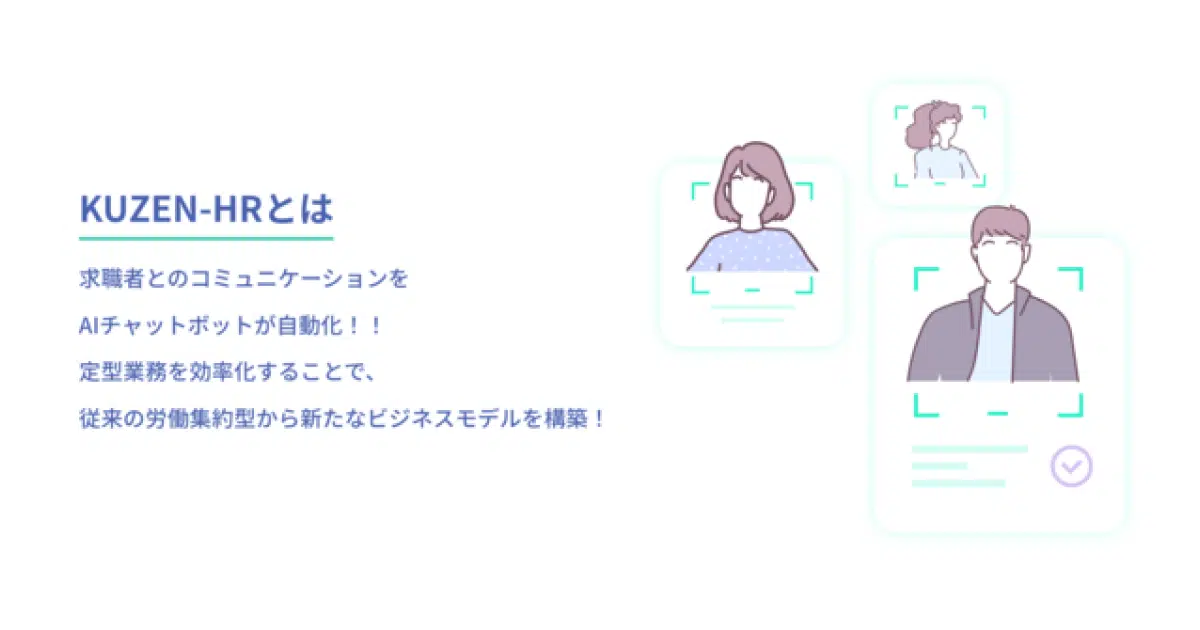 KUZEN-HRとは
求職者とのコミュニケーションを
AIチャットボットが自動化！！
定型業務を効率化することで、
従来の労働集約型から新たなビジネスモデルを構築！